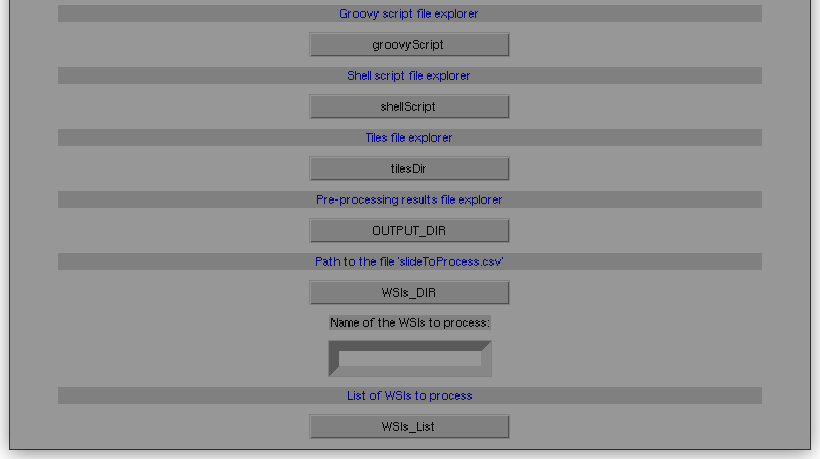 Groovy script file explorer
groovyScript
Shell script file explorer
shellScript
Tiles file explorer
tilesDir
Pre-processing results file explorer
OUTPUT_DIR
Path to the file 'slideToProcess.csv'
WSIs_DIR
Name of the WSIs to process:
List of WSIs to process
WSIs_List